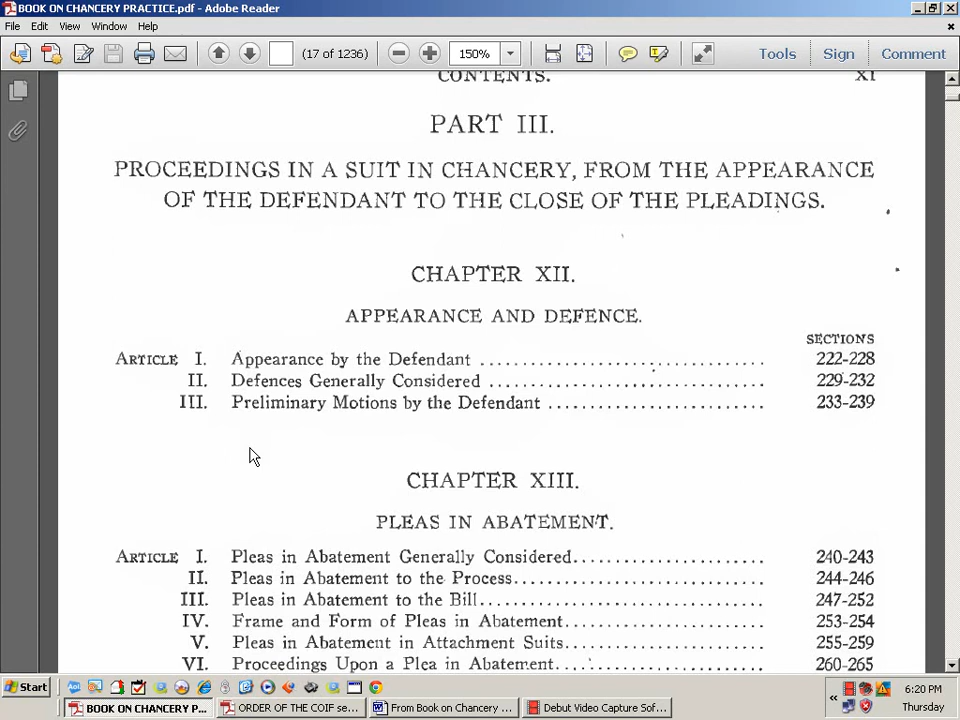 BOOK ON CHANCERY PRACTICE.pdf - Adobe Reader
File Edit View Window Help
(17 of 1236) 150% Tools Sign Comment
CONTENTS. XI
PART III.
PROCEEDINGS IN A SUIT IN CHANCERY, FROM THE APPEARANCE
OF THE DEFENDANT TO THE CLOSE OF THE PLEADINGS.
CHAPTER XII.
APPEARANCE AND DEFENCE.
SECTIONS
ARTICLE I. Appearance by the Defendant 222-228
II. Defences Generally Considered 229-232
III. Preliminary Motions by the Defendant 233-239
CHAPTER XIII.
PLEAS IN ABATEMENT.
ARTICLE I. Pleas in Abatement Generally Considered 240-243
II. Pleas in Abatement to the Process 244-246
III. Pleas in Abatement to the Bill 247-252
IV. Frame and Form of Pleas in Abatement 253-254
V. Pleas in Abatement in Attachment Suits 255-259
VI. Proceedings Upon a Plea in Abatement 260-265
Start « 6:20 PM
BOOK ON CHANCERY P... ORDER OF THE COIF se... From Book on Chancery ... Debut Video Capture Sof... Thursday